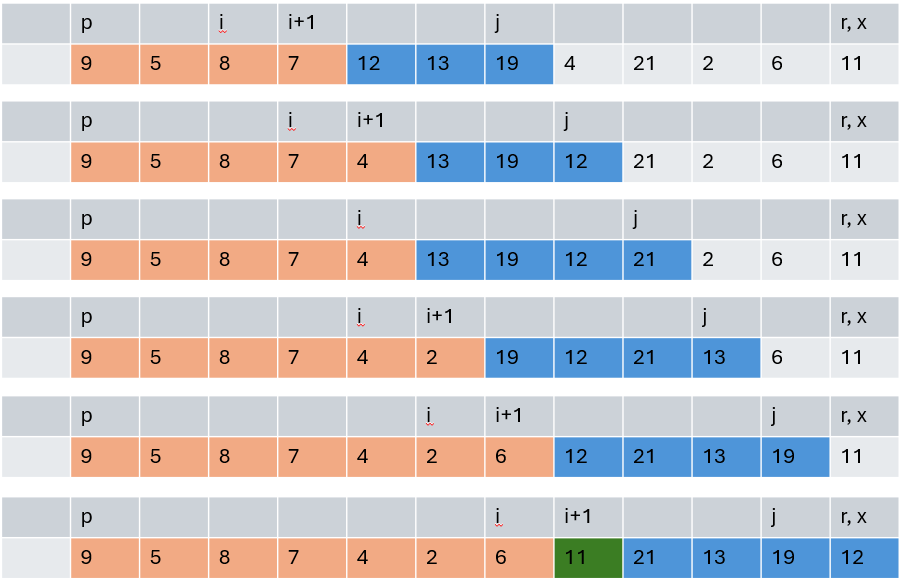 p i i+1 j r, x
9 5 8 7 12 13 19 4 21 2 6 11
p i i+1 j r, x
9 5 8 7 4 13 19 12 21 2 6 11
p i j r, x
9 5 8 7 4 13 19 12 21 2 6 11
p i i+1 j r, x
9 5 8 7 4 2 19 12 21 13 6 11
p i i+1 j r, x
9 5 8 7 4 2 6 12 21 13 19 11
p i i+1 j r, x
9 5 8 7 4 2 6 11 21 13 19 12